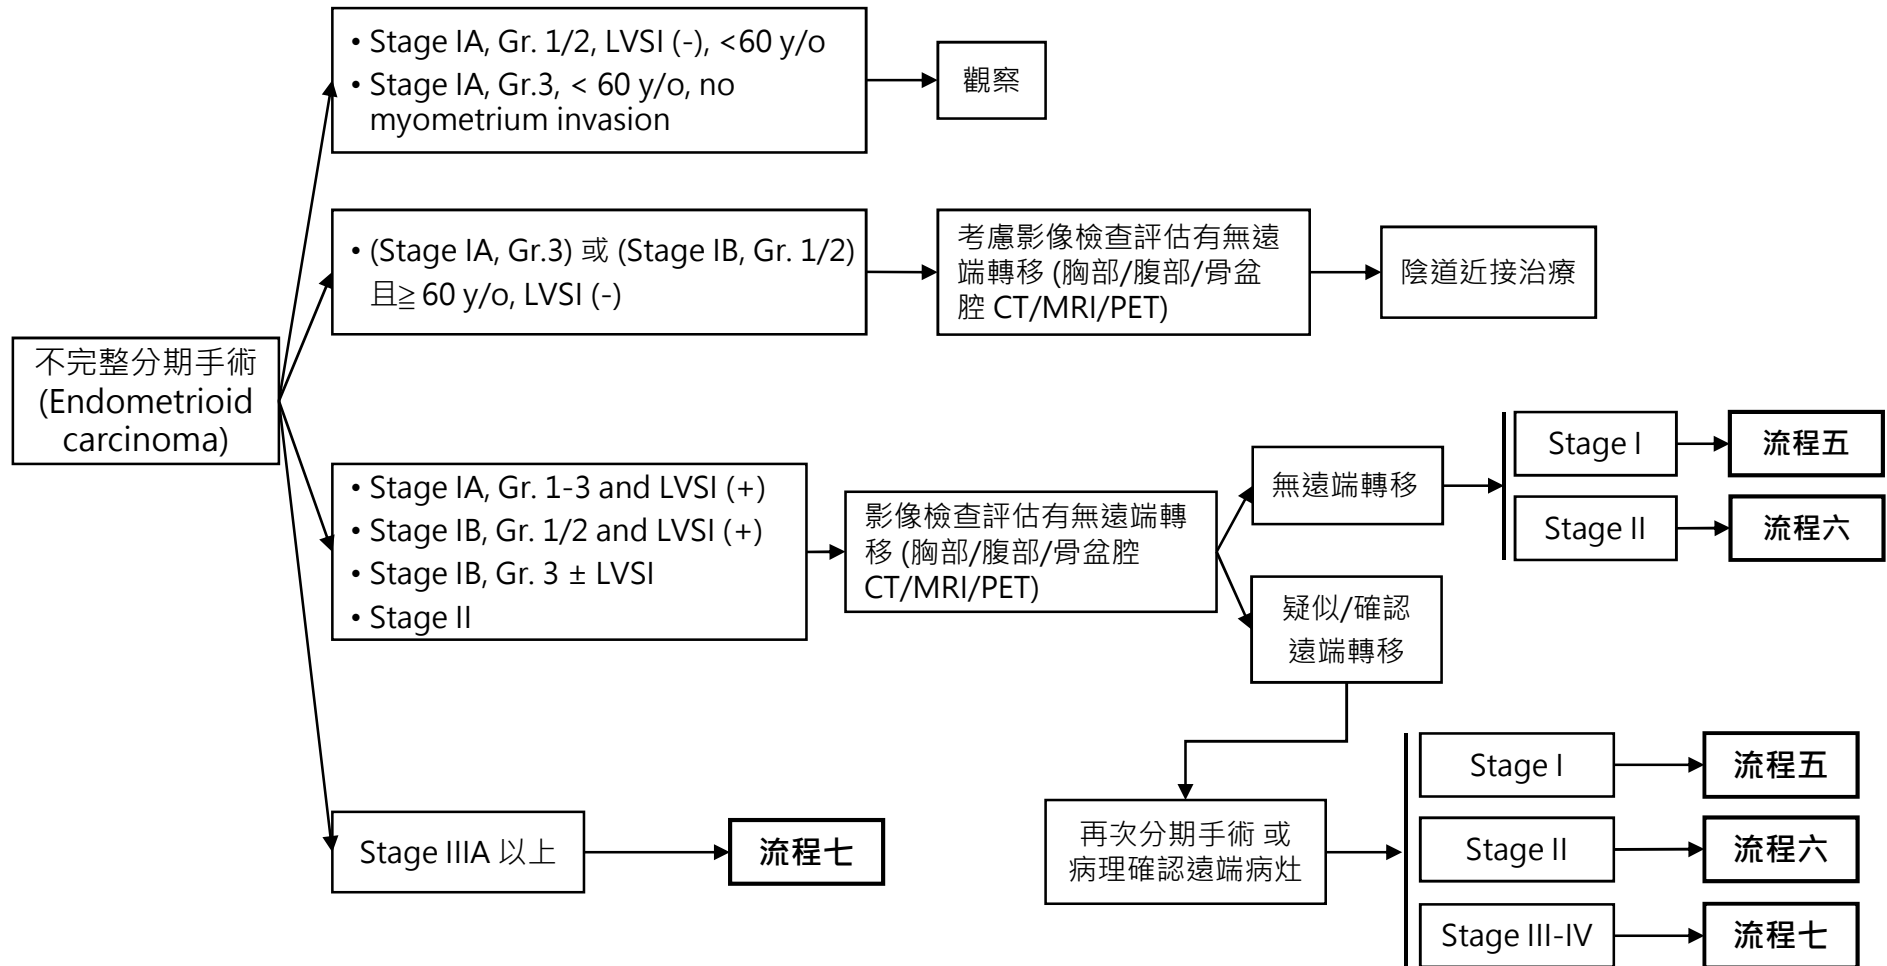 不完整分期手術
(Endometrioid
carcinoma)
• Stage IA, Gr. 1/2, LVSI (-), <60 y/o
• Stage IA, Gr.3, < 60 y/o, no
myometrium invasion
觀察
• (Stage IA, Gr.3) 或 (Stage IB, Gr. 1/2)
且≧60 y/o, LVSI (-)
考慮影像檢查評估有無遠
端轉移 (胸部/腹部/骨盆
腔 CT/MRI/PET)
陰道近接治療
• Stage IA, Gr. 1-3 and LVSI (+)
• Stage IB, Gr. 1/2 and LVSI (+)
• Stage IB, Gr. 3 ± LVSI
• Stage II
影像檢查評估有無遠端轉
移 (胸部/腹部/骨盆腔
CT/MRI/PET)
無遠端轉移
Stage I
流程五
Stage II
流程六
疑似/確認
遠端轉移
再次分期手術 或
病理確認遠端病灶
Stage I
流程五
Stage II
流程六
Stage III-IV
流程七
Stage IIIA 以上
流程七